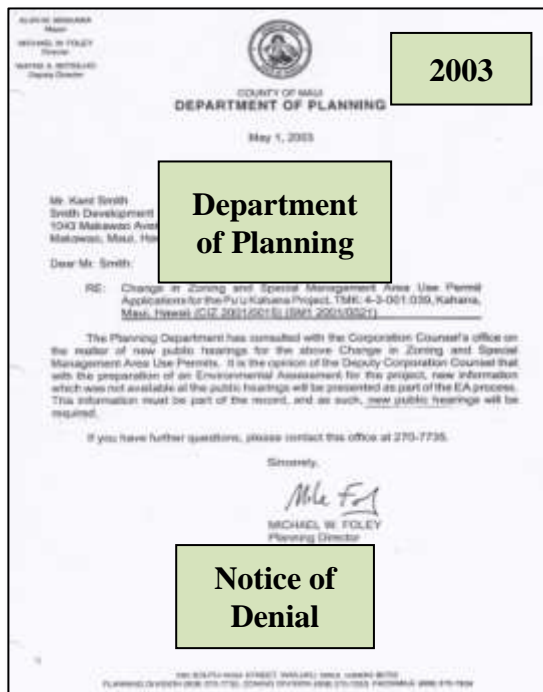 MICHAEL W. FOLEY
Director
Deputy Director
2003
COUNTY OF MAUI
DEPARTMENT OF PLANNING
May 1, 2003
Department
of Planning
Mr. Kent Smith
Smith Development
1043 Makawao
Makawao, Maui,
Dear Mr. Smith:
RE: Change in Zoning and Special Management Area Use Permit
Applications for the Pu'u Kahana Project, TMK: 4-3-001:039, Kahana,
Maui, Hawaii (CIZ 2001/0015) (SM1 2001/0021)
The Planning Department has consulted with the Corporation Counsel's office on
the matter of new public hearings for the above Change in Zoning and Special
Management Area Use Permits. It is the opinion of the Deputy Corporation Counsel that
with the preparation of an Environmental Assessment for this project, new information
which was not available at the public hearings will be presented as part of the EA process.
This information must be part of the record, and as such, new public hearings will be
required.
If you have further questions, please contact this office at 270-7735.
Sincerely,
MICHAEL W. FOLEY
Planning Director
Notice of
Denial